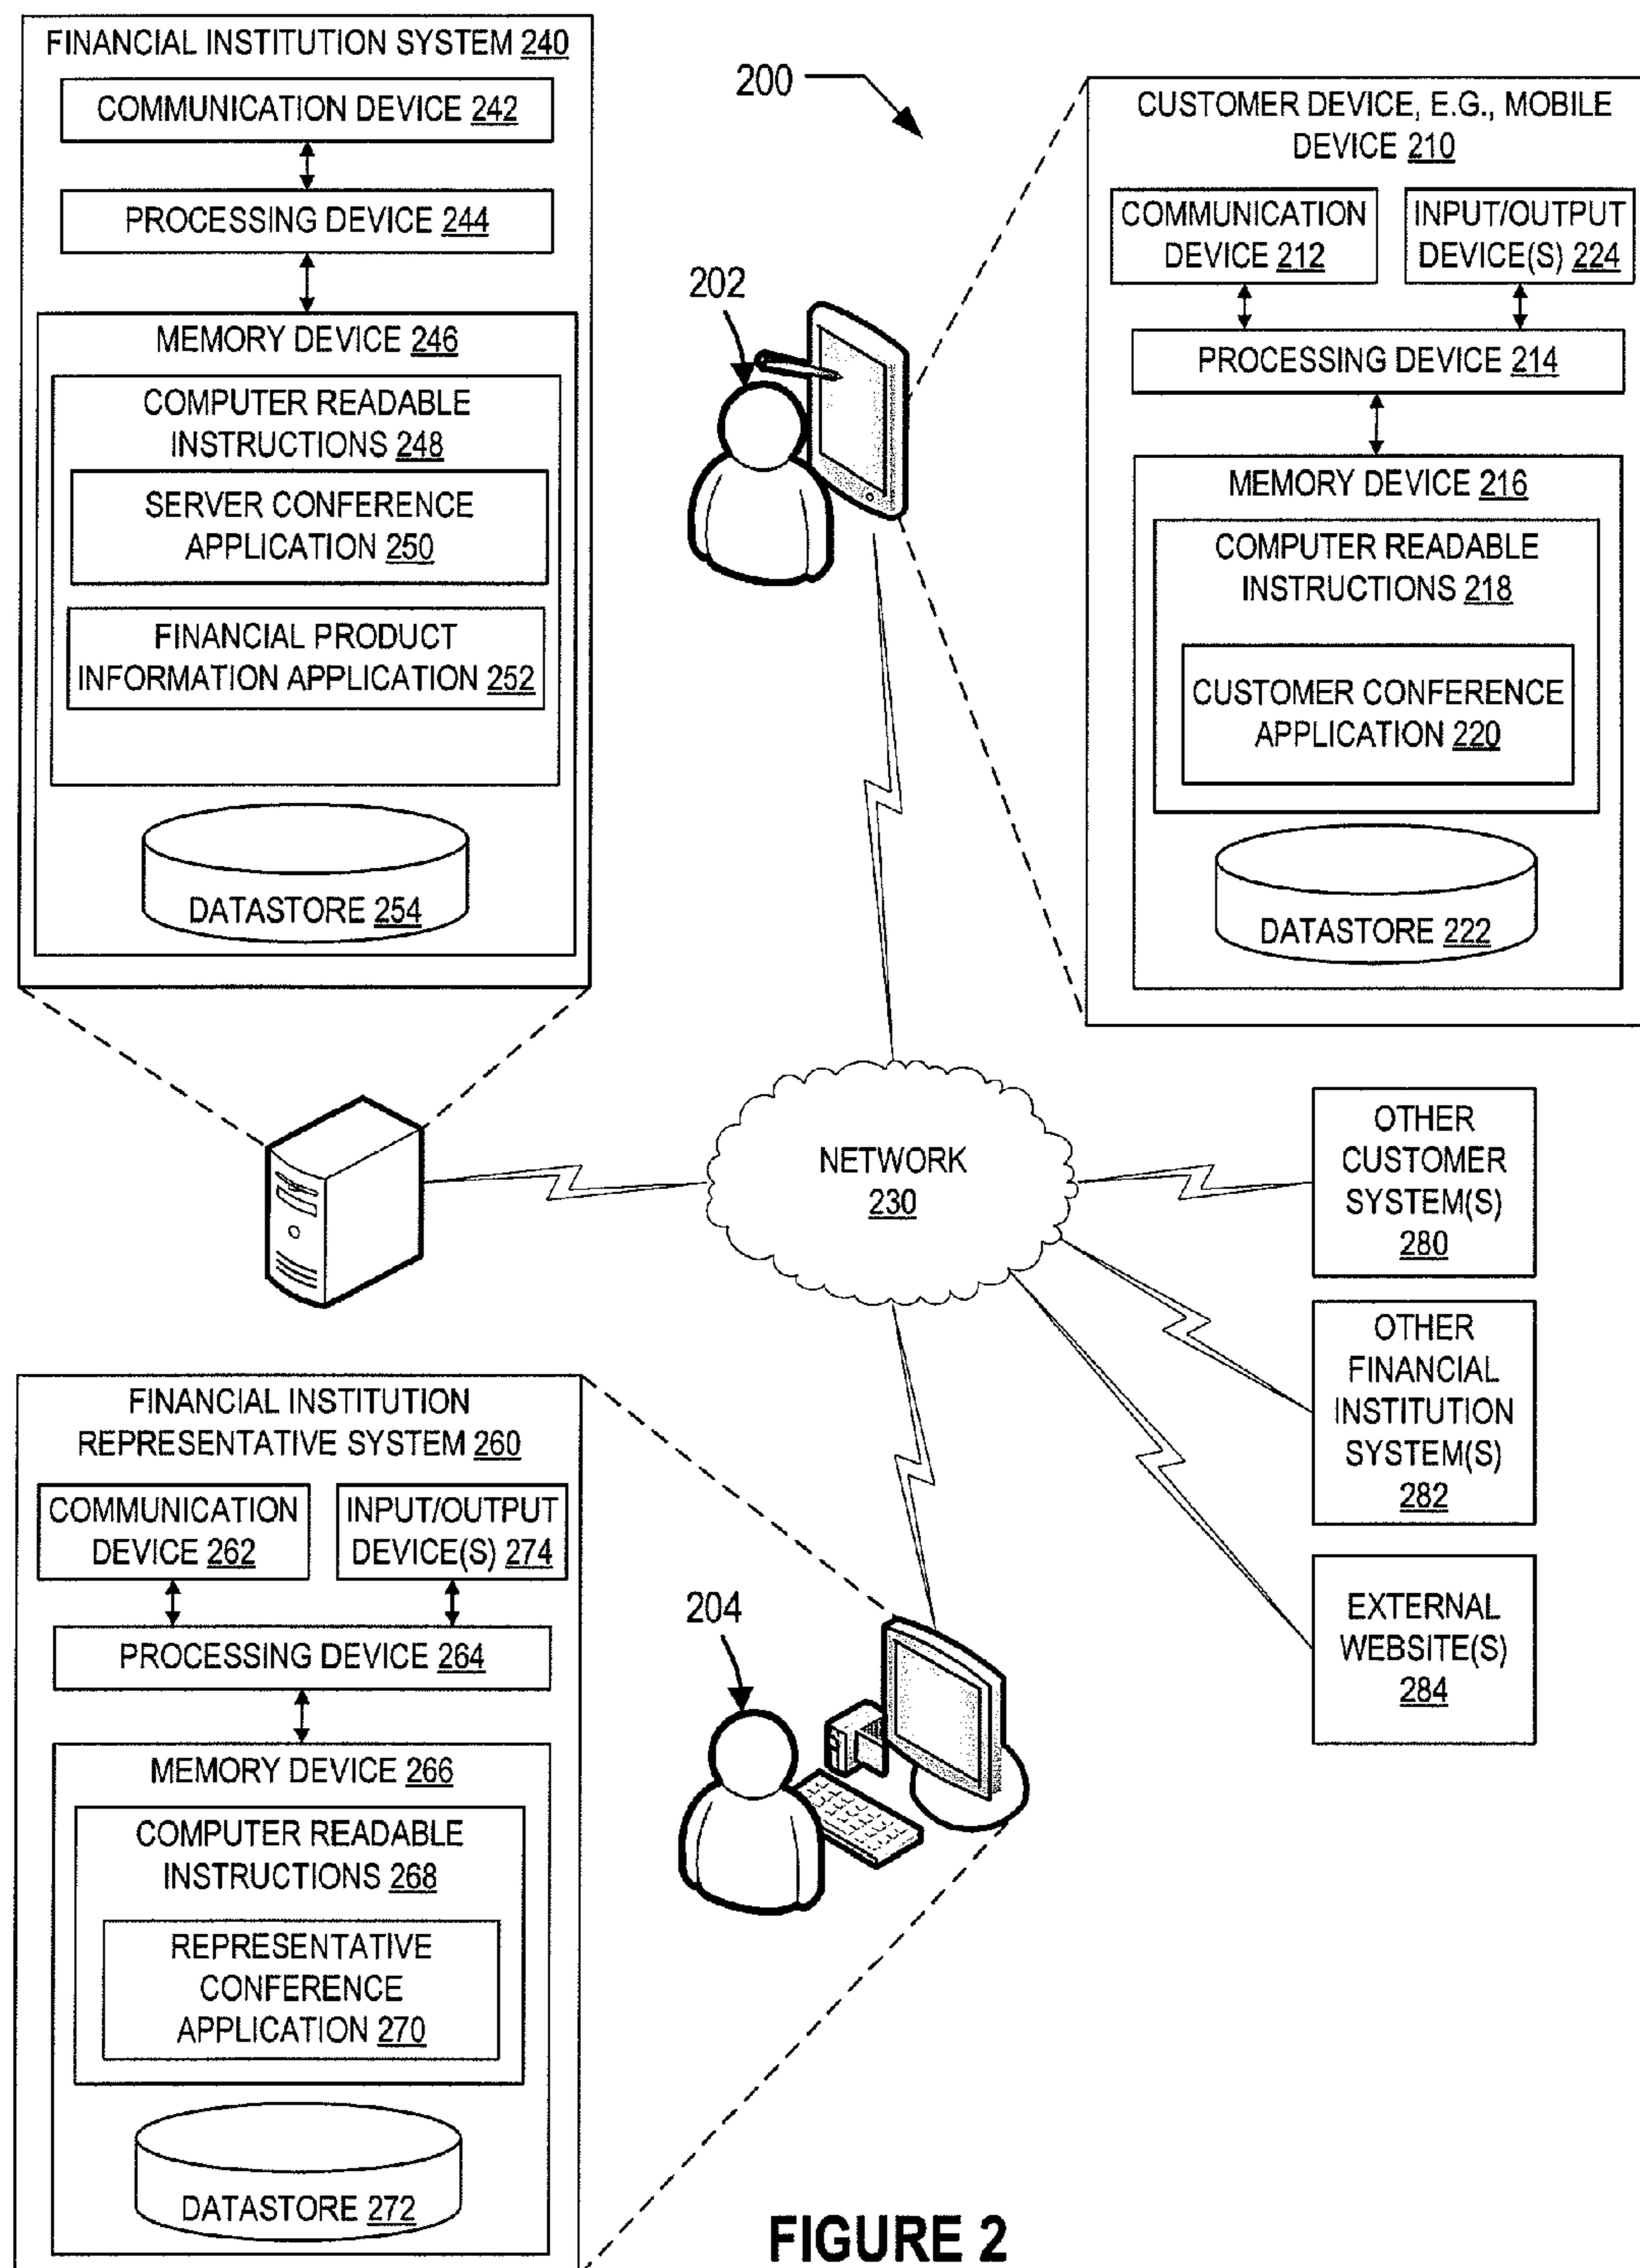 FINANCIAL INSTITUTION SYSTEM 240
COMMUNICATION DEVICE 242
PROCESSING DEVICE 244
MEMORY DEVICE 246
COMPUTER READABLE
INSTRUCTIONS 248
SERVER CONFERENCE
APPLICATION 250
FINANCIAL PRODUCT
INFORMATION APPLICATION 252
DATASTORE 254
200
202
CUSTOMER DEVICE, E.G., MOBILE
DEVICE 210
COMMUNICATION
DEVICE 212
INPUT/OUTPUT
DEVICE(S) 224
PROCESSING DEVICE 214
MEMORY DEVICE 216
COMPUTER READABLE
INSTRUCTIONS 218
CUSTOMER CONFERENCE
APPLICATION 220
DATASTORE 222
NETWORK
230
OTHER
CUSTOMER
SYSTEM(S)
280
OTHER
FINANCIAL
INSTITUTION
SYSTEM(S)
282
EXTERNAL
WEBSITE(S)
284
FINANCIAL INSTITUTION
REPRESENTATIVE SYSTEM 260
COMMUNICATION
DEVICE 262
INPUT/OUTPUT
DEVICE(S) 274
PROCESSING DEVICE 264
MEMORY DEVICE 266
COMPUTER READABLE
INSTRUCTIONS 268
REPRESENTATIVE
CONFERENCE
APPLICATION 270
DATASTORE 272
204
FIGURE 2